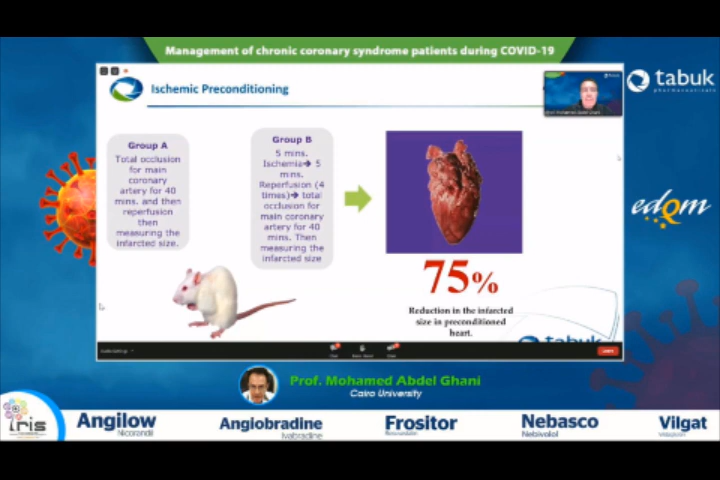 Management of chronic coronary syndrome patients during COVID-19
Ischemic Preconditioning
tabuk
pharmaceuticals
Group A
Total occlusion
for main
coronary
artery for 40
mins. and then
reperfusion
then
measuring the
infarcted size.
Group B
5 mins.
Ischemia→ 5
mins.
Reperfusion (4
times)→ total
occlusion for
main coronary
artery for 40
mins. Then
measuring the
infarcted size
75%
Reduction in the infarcted
size in preconditioned
heart.
tabuk
edqm
Prof. Mohamed Abdel Ghani
Cairo University
iris
Angilow
Nicorandil
Angiobradine
Ivabradine
Frositor
Nebasco
Nebivolol
Vilgat